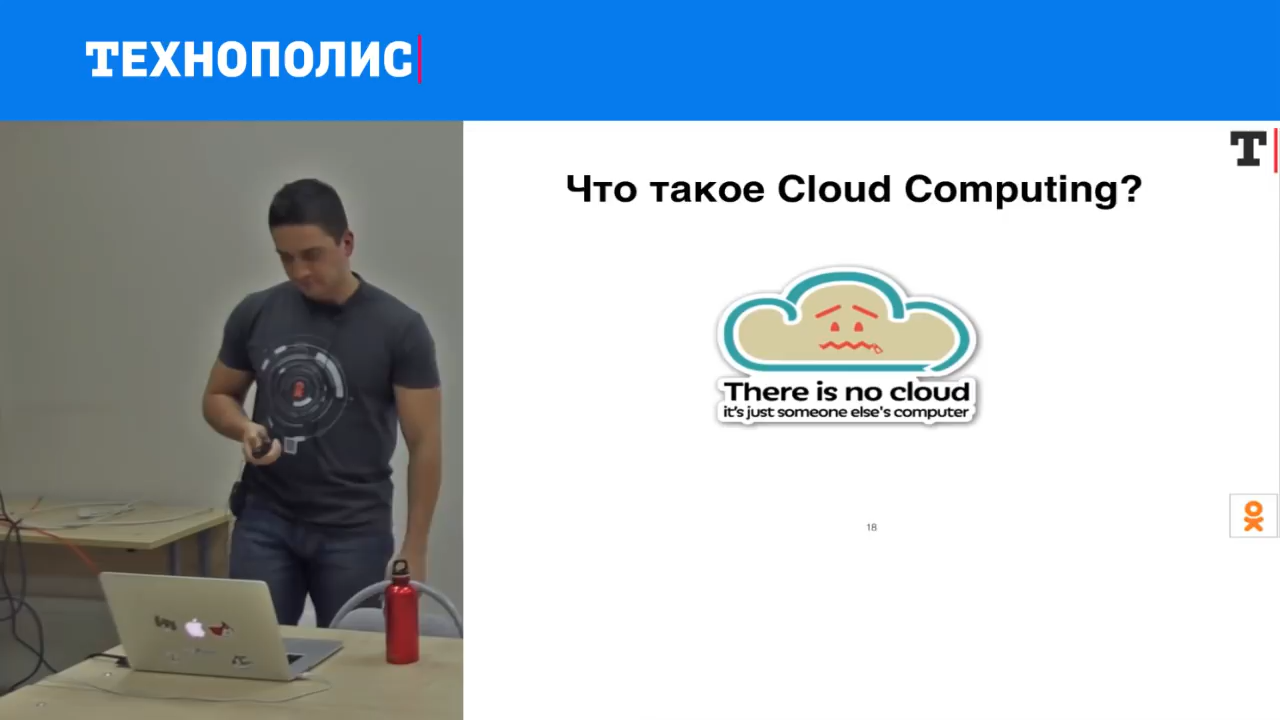 ТЕХНОПОЛИС
T
Что такое Cloud Computing?
There is no cloud
it's just someone else's computer
18